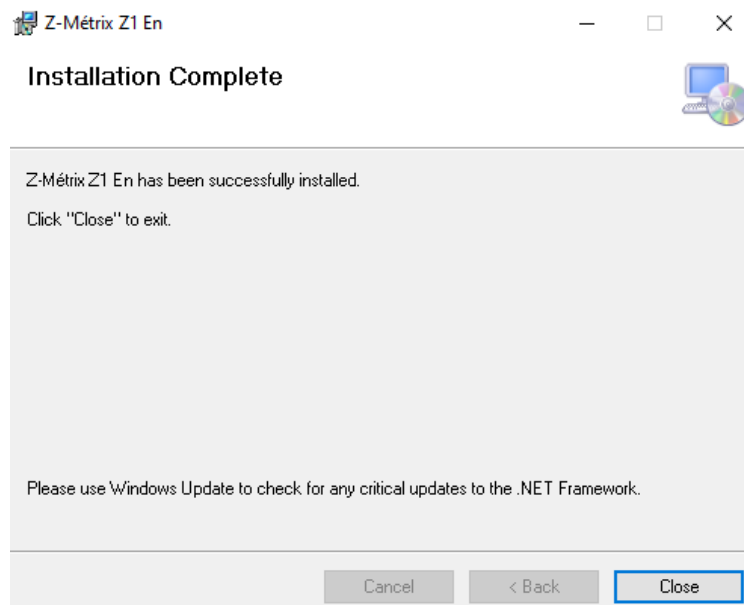 Z-Métrix Z1 En
Installation Complete
Z-Métrix Z1 En has been successfully installed.
Click "Close" to exit.
Please use Windows Update to check for any critical updates to the .NET Framework.
Cancel
< Back
Close